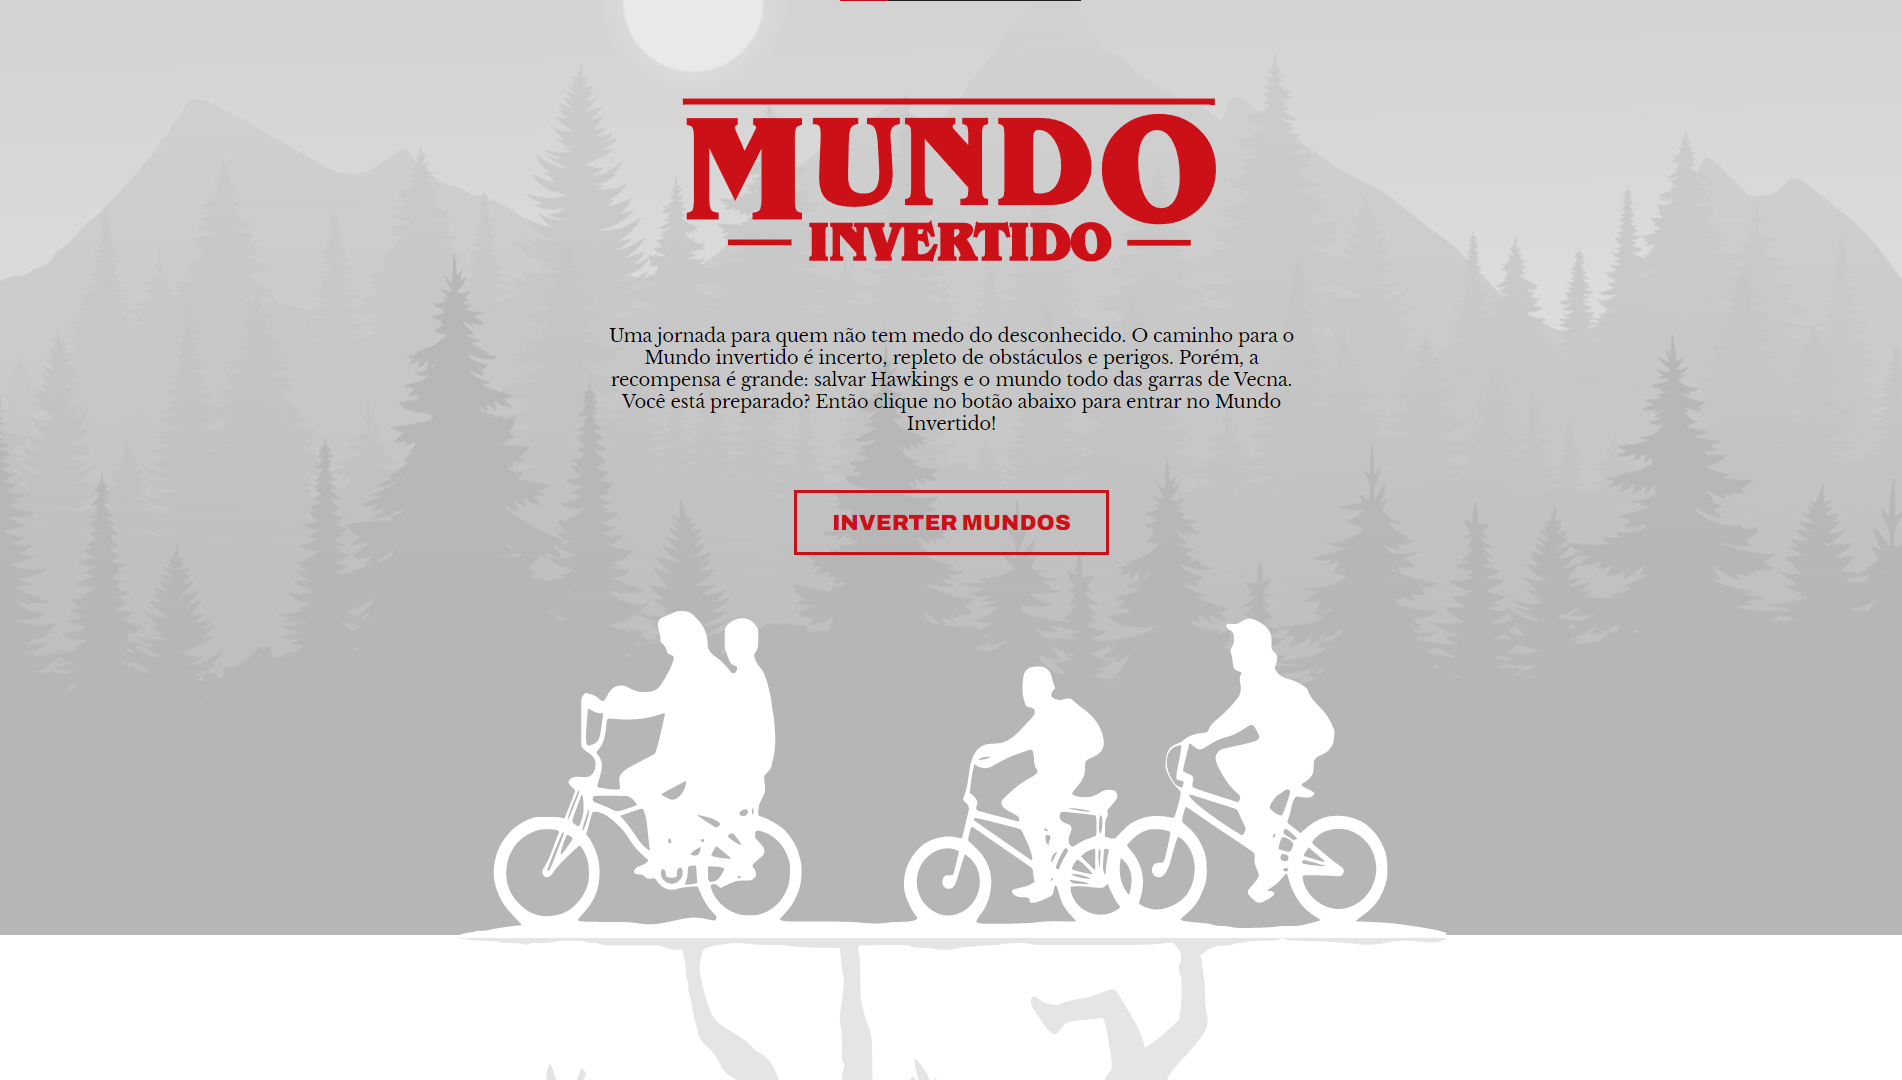 MUNDO
INVERTIDO
Uma jornada para quem não tem medo do desconhecido. O caminho para o
Mundo invertido é incerto, repleto de obstáculos e perigos. Porém, a
recompensa é grande: salvar Hawkings e o mundo todo das garras de Vecna.
Você está preparado? Então clique no botão abaixo para entrar no Mundo
Invertido!
INVERTER MUNDOS